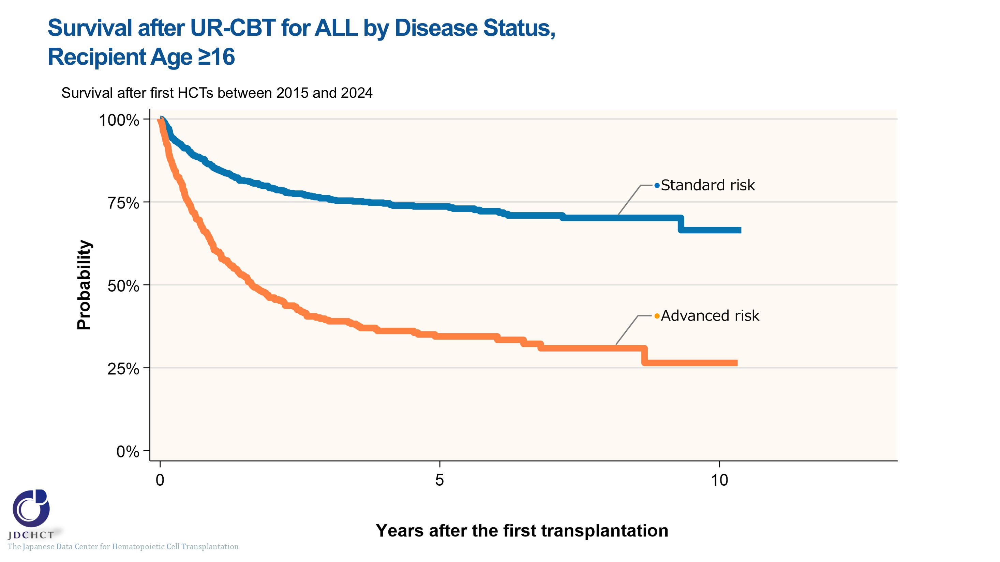 Survival after UR-CBT for ALL by Disease Status,
Recipient Age ≥16
Survival after first HCTs between 2015 and 2024
100%
75%
50%
25%
0%
Probability
Standard risk
Advanced risk
0
5
10
Years after the first transplantation
JDCHCT
The Japanese Data Center for Hematopoietic Cell Transplantation